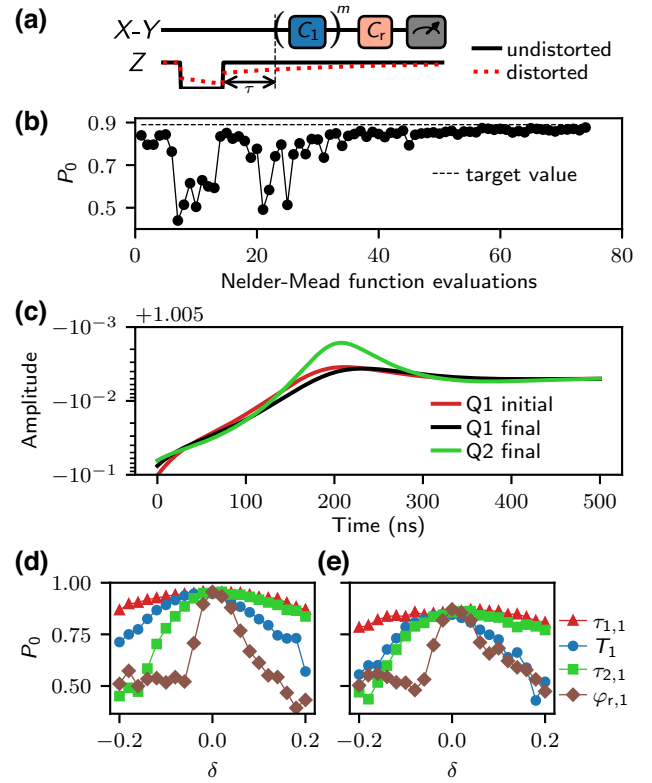 (a)
X-Y
( C₁ )ᵐ Cᵣ
Z
τ
undistorted
distorted
(b)
P₀
0.9
0.7
0.5
target value
0 20 40 60 80
Nelder-Mead function evaluations
(c)
+1.005
Amplitude
−10⁻³
−10⁻²
−10⁻¹
Q1 initial
Q1 final
Q2 final
0 100 200 300 400 500
Time (ns)
(d)
(e)
P₀
1.00
0.75
0.50
τ₁,₁
T₁
τ₂,₁
φr,₁
−0.2 0.0 0.2
−0.2 0.0 0.2
δ
δ